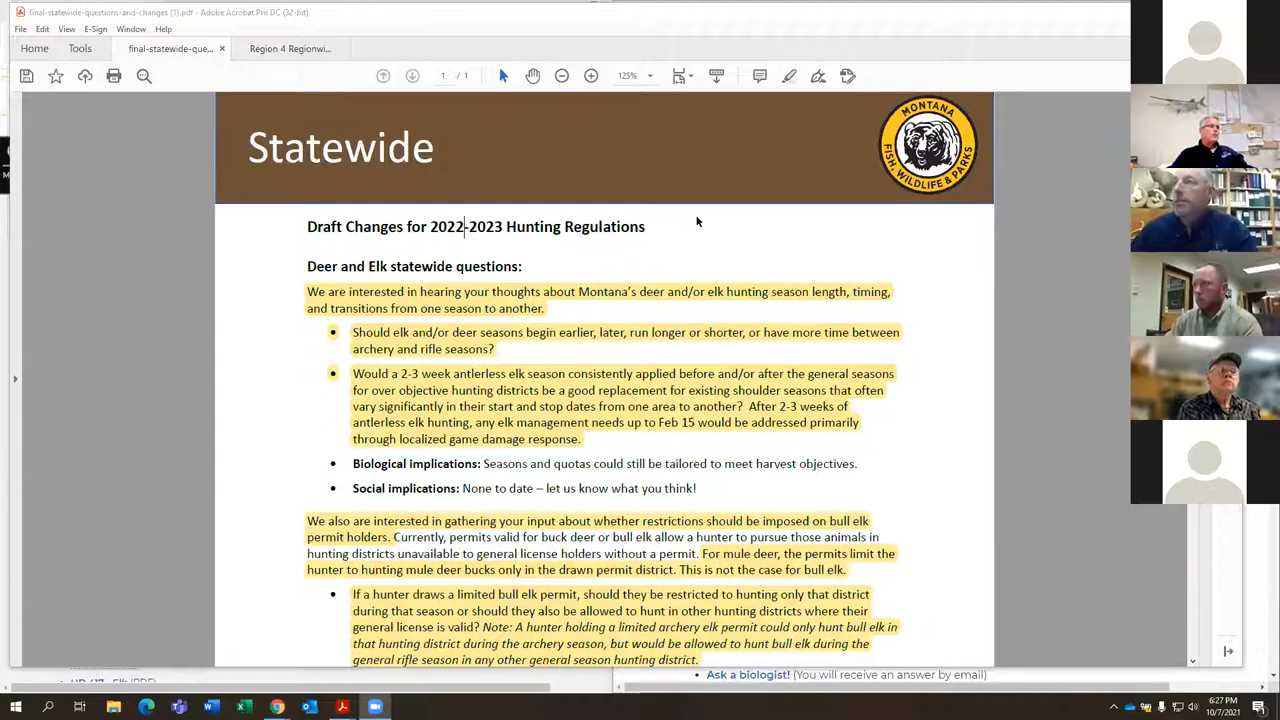 final-statewide-questions-and-changes (1).pdf - Adobe Acrobat Pro DC (32-bd)
File Edit View E-Sign Window Help
Home Tools final-statewide-que... × Region 4 Regionwi...
1 / 1 125%
Statewide
MONTANA
FISH, WILDLIFE & PARKS
Draft Changes for 2022-2023 Hunting Regulations
Deer and Elk statewide questions:
We are interested in hearing your thoughts about Montana's deer and/or elk hunting season length, timing,
and transitions from one season to another.
• Should elk and/or deer seasons begin earlier, later, run longer or shorter, or have more time between
archery and rifle seasons?
• Would a 2-3 week antlerless elk season consistently applied before and/or after the general seasons
for over objective hunting districts be a good replacement for existing shoulder seasons that often
vary significantly in their start and stop dates from one area to another? After 2-3 weeks of
antlerless elk hunting, any elk management needs up to Feb 15 would be addressed primarily
through localized game damage response.
• Biological implications: Seasons and quotas could still be tailored to meet harvest objectives.
• Social implications: None to date – let us know what you think!
We also are interested in gathering your input about whether restrictions should be imposed on bull elk
permit holders. Currently, permits valid for buck deer or bull elk allow a hunter to pursue those animals in
hunting districts unavailable to general license holders without a permit. For mule deer, the permits limit the
hunter to hunting mule deer bucks only in the drawn permit district. This is not the case for bull elk.
• If a hunter draws a limited bull elk permit, should they be restricted to hunting only that district
during that season or should they also be allowed to hunt in other hunting districts where their
general license is valid? Note: A hunter holding a limited archery elk permit could only hunt bull elk in
that hunting district during the archery season, but would be allowed to hunt bull elk during the
general rifle season in any other general season hunting district.
• Ask a biologist! (You will receive an answer by email)
6:27 PM
10/7/2021